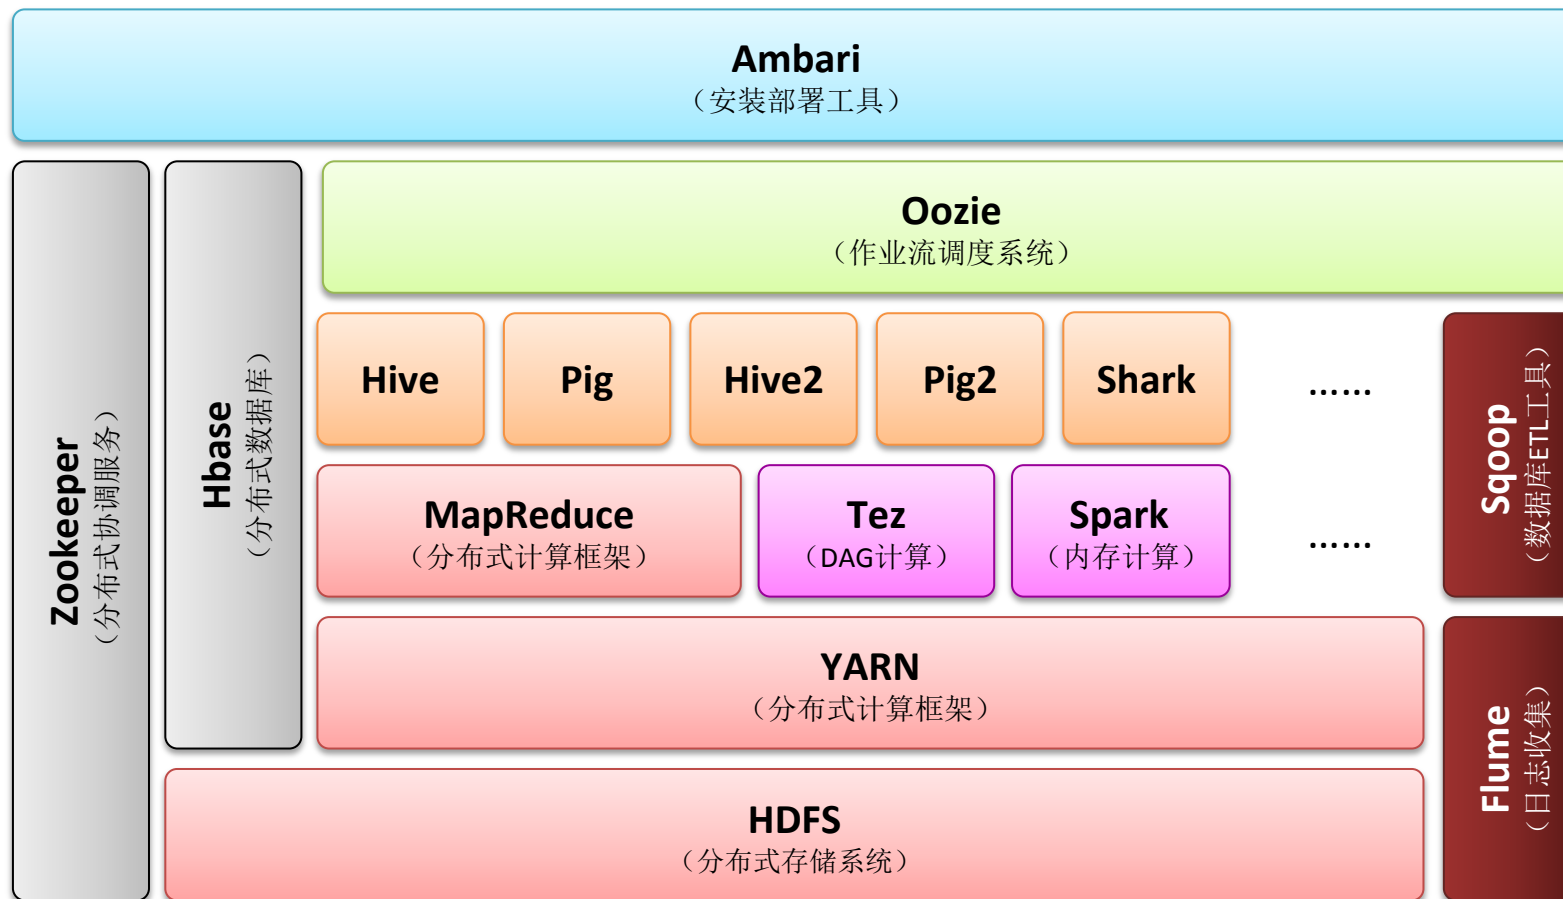 Ambari
（安装部署工具）
Zookeeper
（分布式协调服务）
Hbase
（分布式数据库）
Oozie
（作业流调度系统）
Hive
Pig
Hive2
Pig2
Shark
……
Sqoop
（数据库ETL工具）
MapReduce
（分布式计算框架）
Tez
（DAG计算）
Spark
（内存计算）
……
YARN
（分布式计算框架）
Flume
（日志收集）
HDFS
（分布式存储系统）